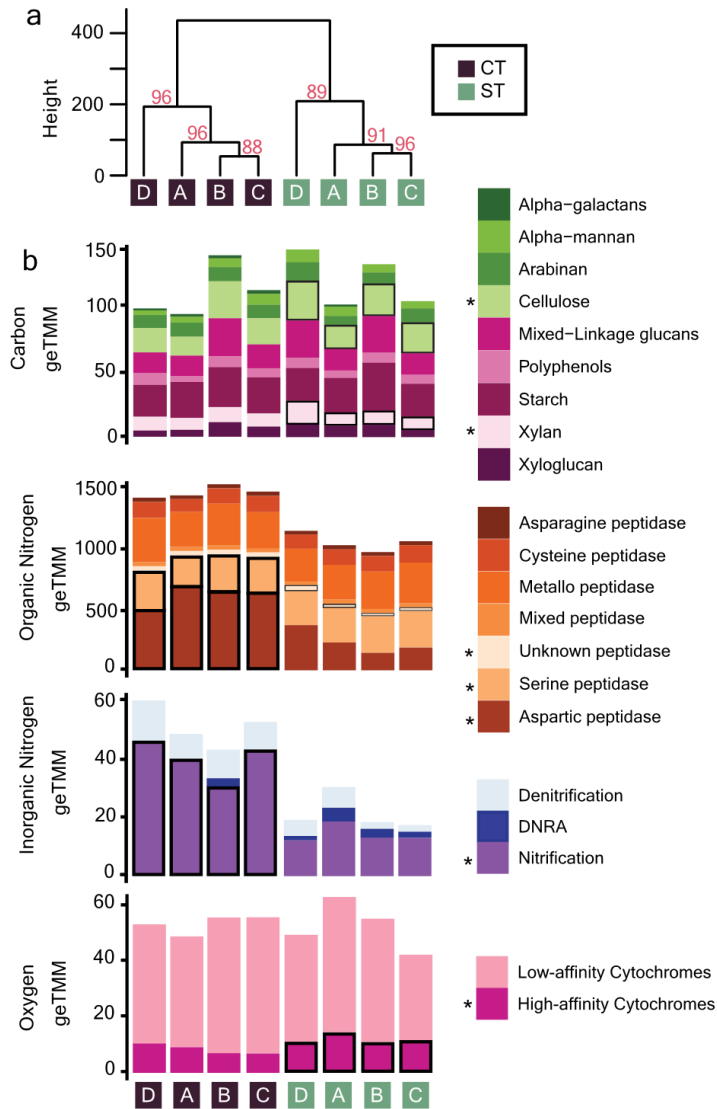 a
400
200
0
Height
96
96
88
89
91
96
CT
ST
D A B C D A B C
b
150
100
50
0
Carbon
geTMM
Alpha−galactans
Alpha−mannan
Arabinan
* Cellulose
Mixed−Linkage glucans
Polyphenols
Starch
* Xylan
Xyloglucan
1500
1000
500
0
Organic Nitrogen
geTMM
Asparagine peptidase
Cysteine peptidase
Metallo peptidase
Mixed peptidase
* Unknown peptidase
* Serine peptidase
* Aspartic peptidase
60
40
20
0
Inorganic Nitrogen
geTMM
Denitrification
DNRA
* Nitrification
60
40
20
0
Oxygen
geTMM
Low-affinity Cytochromes
* High-affinity Cytochromes
D A B C D A B C